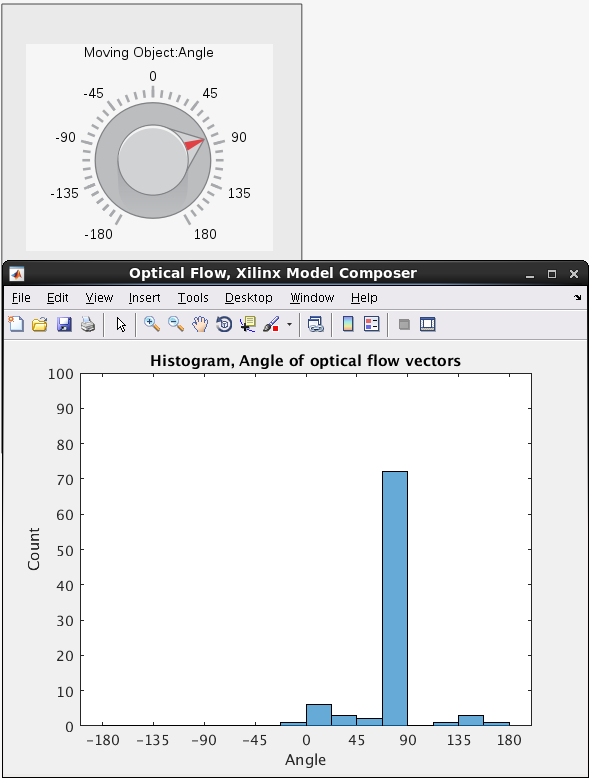 Moving Object:Angle
0
-45 45
-90 90
-135 135
-180 180
Optical Flow, Xilinx Model Composer
File Edit View Insert Tools Desktop Window Help
Histogram, Angle of optical flow vectors
100
90
80
70
60
50
40
30
20
10
0
Count
-180 -135 -90 -45 0 45 90 135 180
Angle